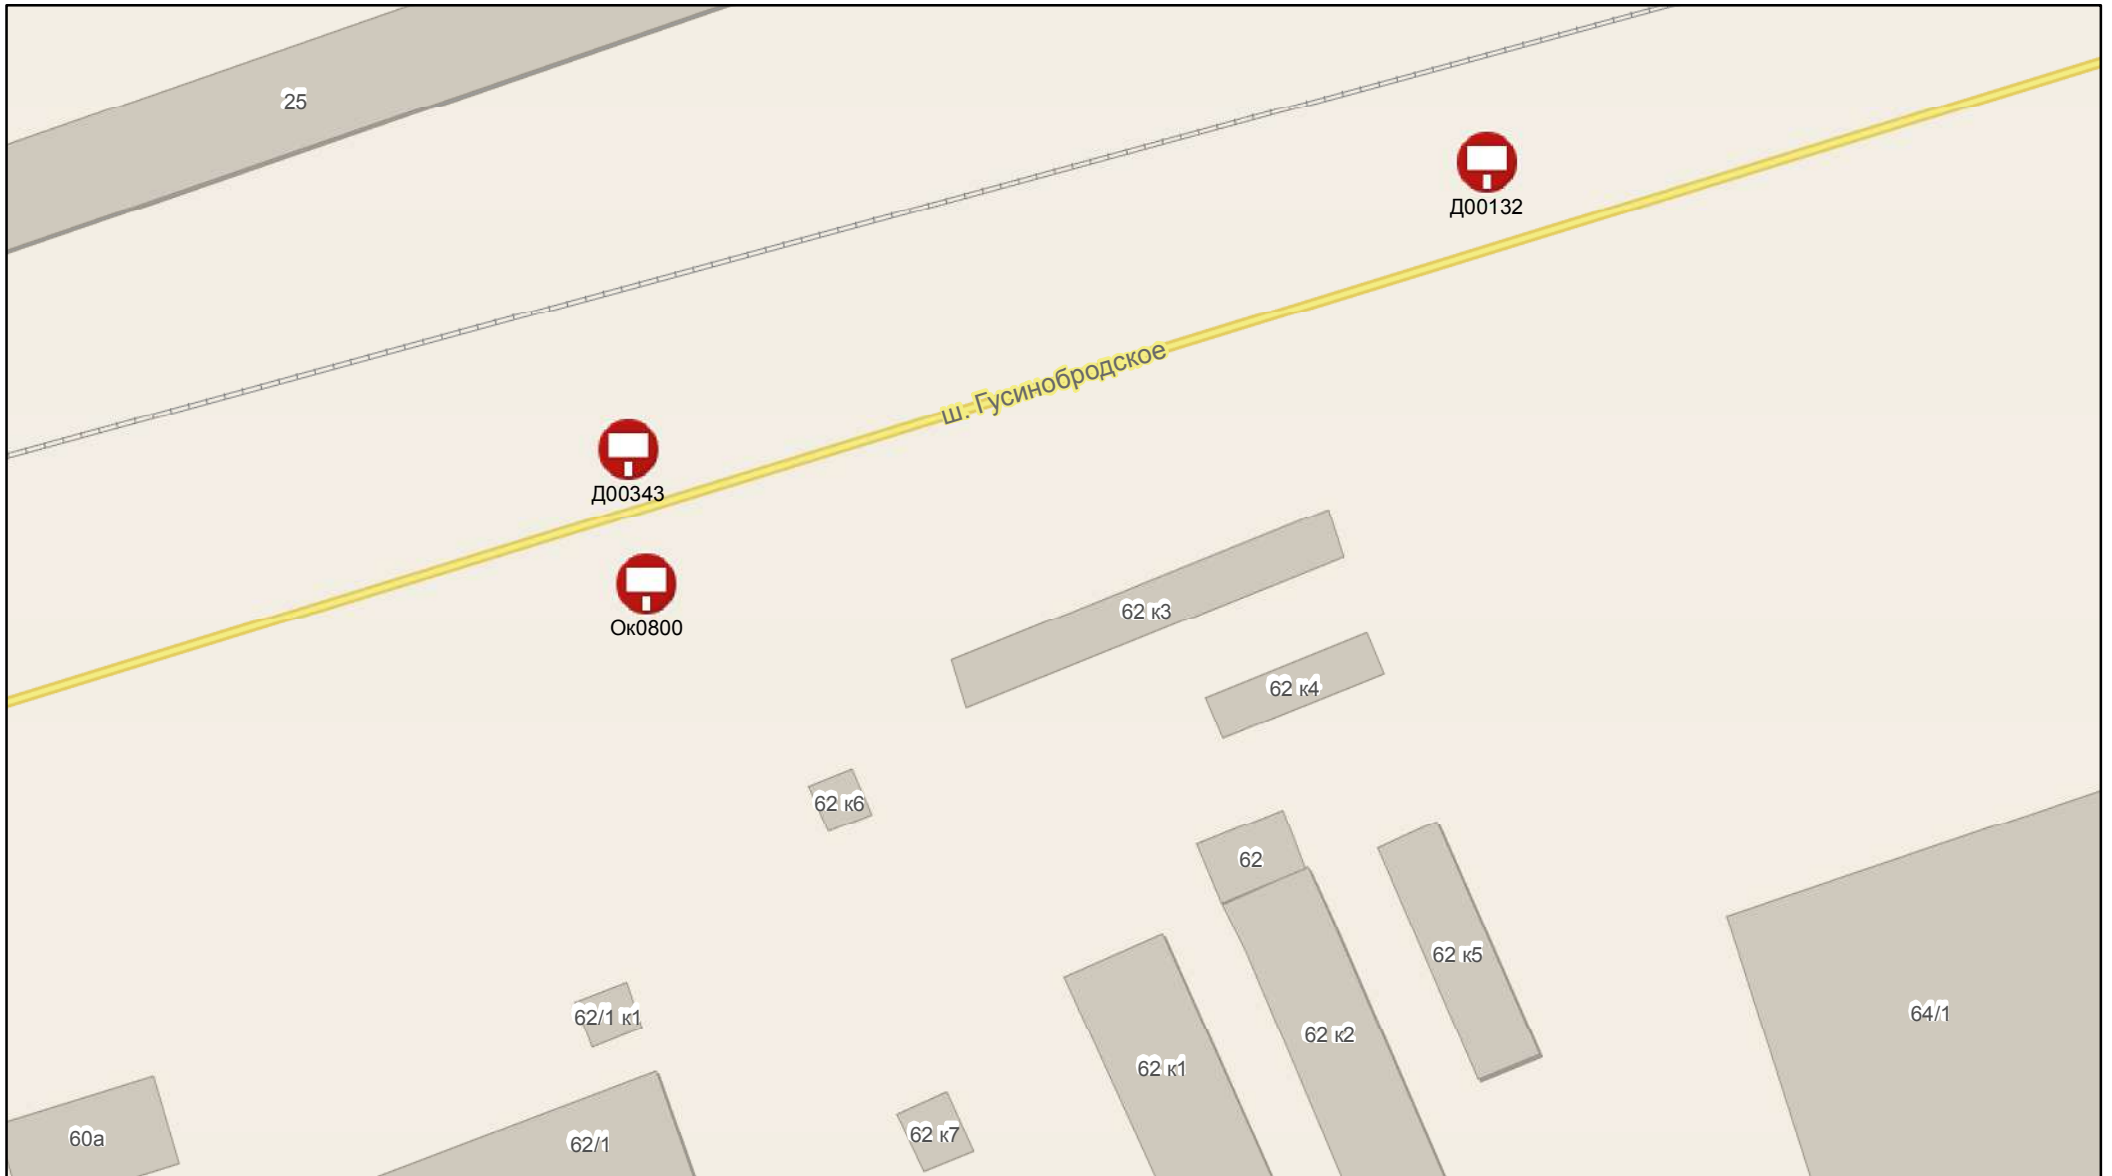 25
Д00132
ш. Гусинобродское
Д00343
Ок0800
62 к3
62 к4
62 к6
62
62 к5
64/1
62/1 к1
62 к2
62 к1
60а
62/1
62 к7